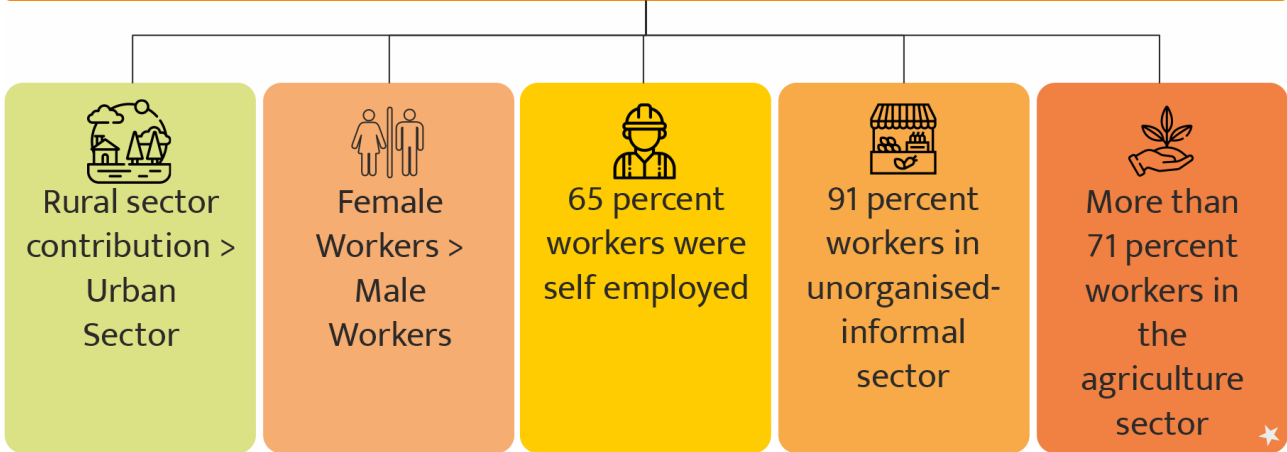 Rural sector
contribution >
Urban
Sector
Female
Workers >
Male
Workers
65 percent
workers were
self employed
91 percent
workers in
unorganised-
informal
sector
More than
71 percent
workers in
the
agriculture
sector